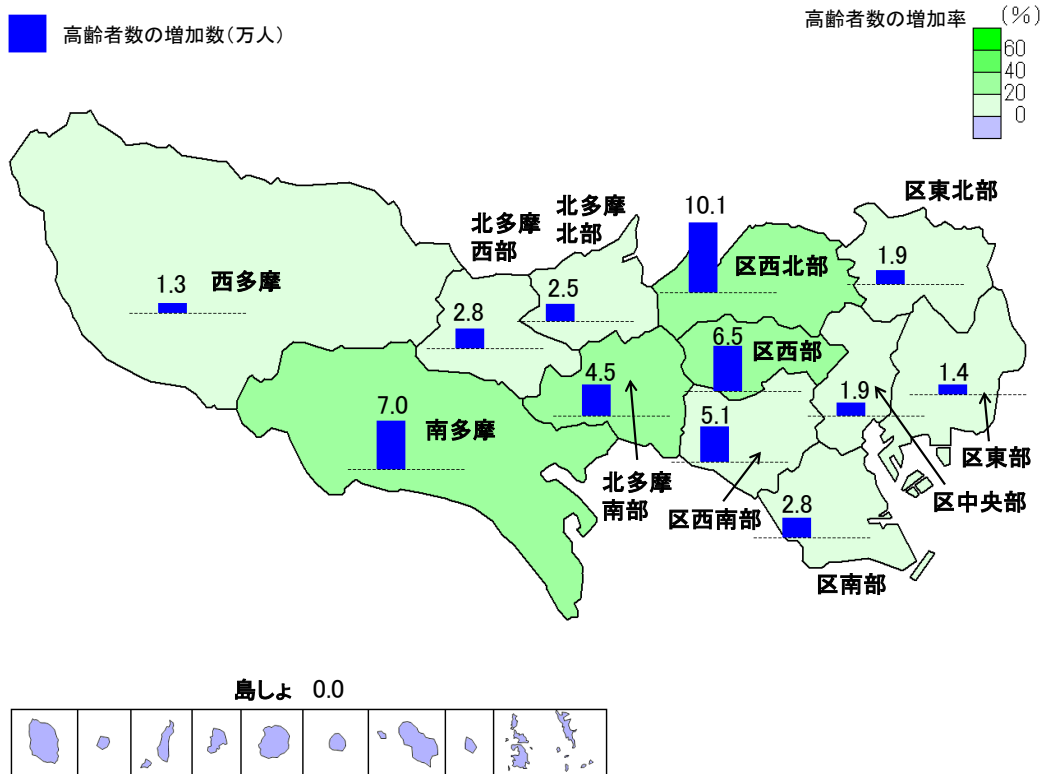 高齢者数の増加数(万人)
高齢者数の増加率 (%)
60
40
20
0
区東北部
北多摩
北部
北多摩
西部
10.1
区西北部
1.9
西多摩
1.3
2.8
2.5
6.5
区西部
4.5
1.4
1.9
7.0
南多摩
5.1
区東部
北多摩
南部
区中央部
区西南部
2.8
区南部
島しょ 0.0